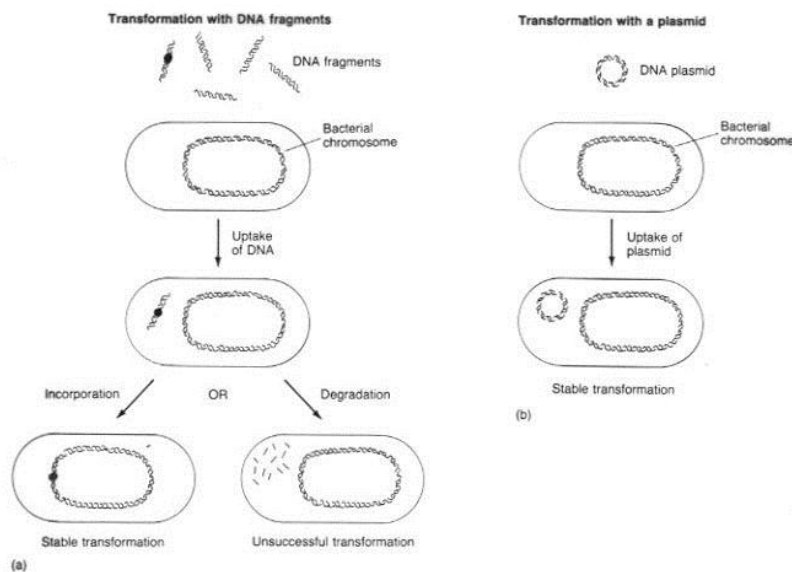 Transformation with DNA fragments
DNA fragments
Bacterial
chromosome
Uptake
of DNA
Incorporation
OR
Degradation
Stable transformation
Unsuccessful transformation
(a)
Transformation with a plasmid
DNA plasmid
Bacterial
chromosome
Uptake of
plasmid
Stable transformation
(b)